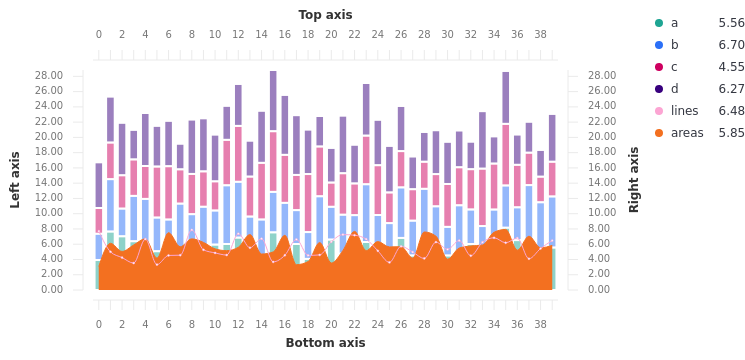 Top axis
0 2 4 6 8 10 12 14 16 18 20 22 24 26 28 30 32 34 36 38
28.00 28.00
26.00 26.00
24.00 24.00
22.00 22.00
20.00 20.00
18.00 18.00
16.00 16.00
14.00 14.00
12.00 12.00
10.00 10.00
8.00 8.00
6.00 6.00
4.00 4.00
2.00 2.00
0.00 0.00
Left axis
Right axis
0 2 4 6 8 10 12 14 16 18 20 22 24 26 28 30 32 34 36 38
Bottom axis
a 5.56
b 6.70
c 4.55
d 6.27
lines 6.48
areas 5.85